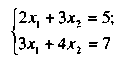 2x₁ + 3x₂ = 5;
3x₁ + 4x₂ = 7